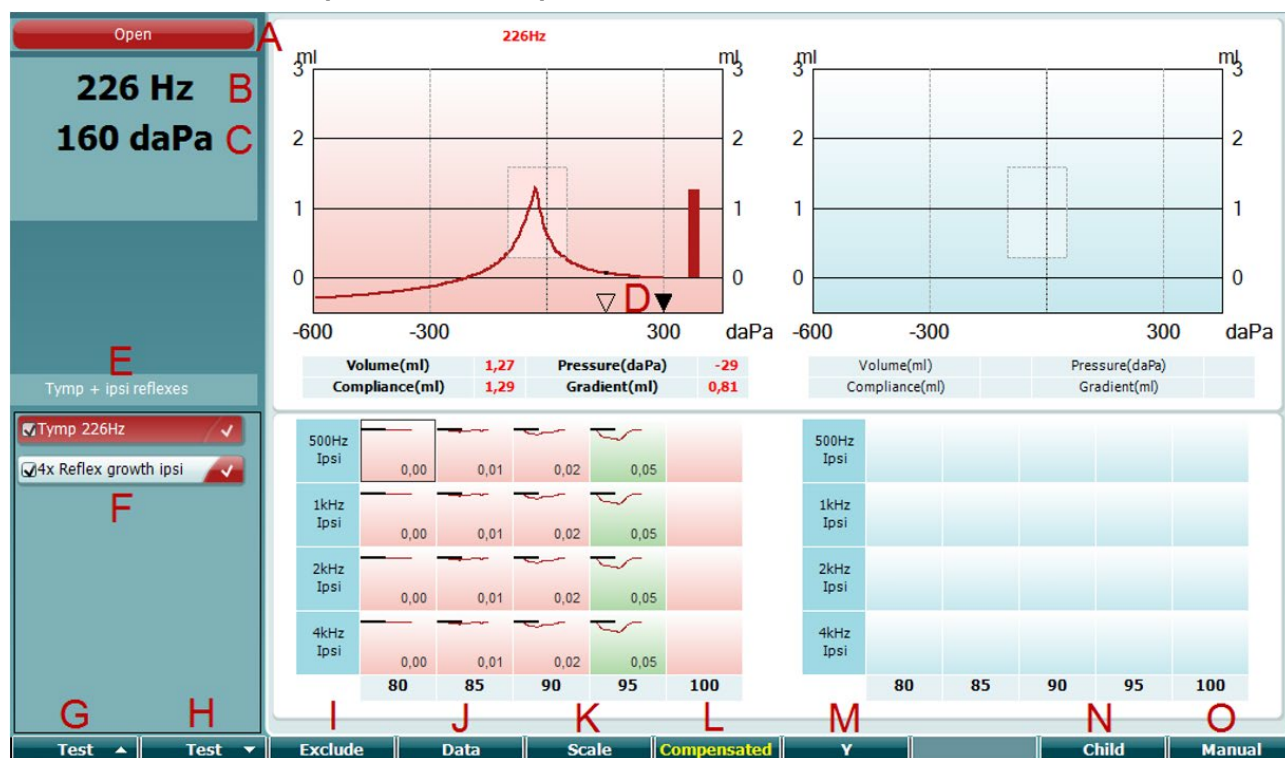 Open
A
226 Hz B
160 daPa C
E
Tymp + ipsi reflexes
Tymp 226Hz
4x Reflex growth ipsi
F
G H
226Hz
ml ml
3 3
2 2
1 1
0 0
D
-600 -300 300 daPa
Volume(ml) 1,27 Pressure(daPa) -29
Compliance(ml) 1,29 Gradient(ml) 0,81
ml ml
3 3
2 2
1 1
0 0
-600 -300 300 daPa
Volume(ml) Pressure(daPa)
Compliance(ml) Gradient(ml)
500Hz
Ipsi
0,00 0,01 0,02 0,05
1kHz
Ipsi
0,00 0,01 0,02 0,05
2kHz
Ipsi
0,00 0,01 0,02 0,05
4kHz
Ipsi
0,00 0,01 0,02 0,05
80 85 90 95 100
500Hz
Ipsi
1kHz
Ipsi
2kHz
Ipsi
4kHz
Ipsi
80 85 90 95 100
I J K L M N O
Test Test Exclude Data Scale Compensated Y Child Manual